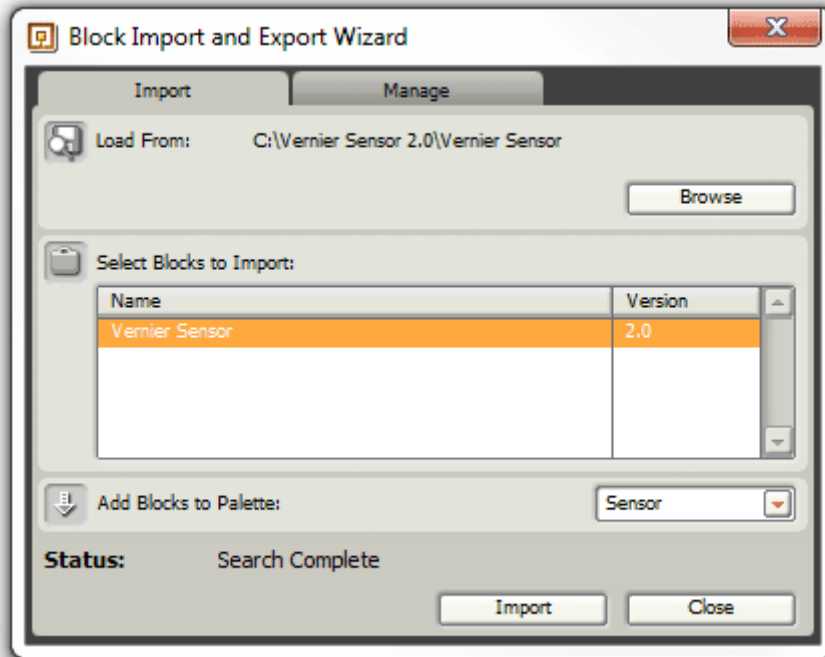 Block Import and Export Wizard
Import Manage
Load From: C:\Vernier Sensor 2.0\Vernier Sensor
Browse
Select Blocks to Import:
Name Version
Vernier Sensor 2.0
Add Blocks to Palette: Sensor
Status: Search Complete
Import Close